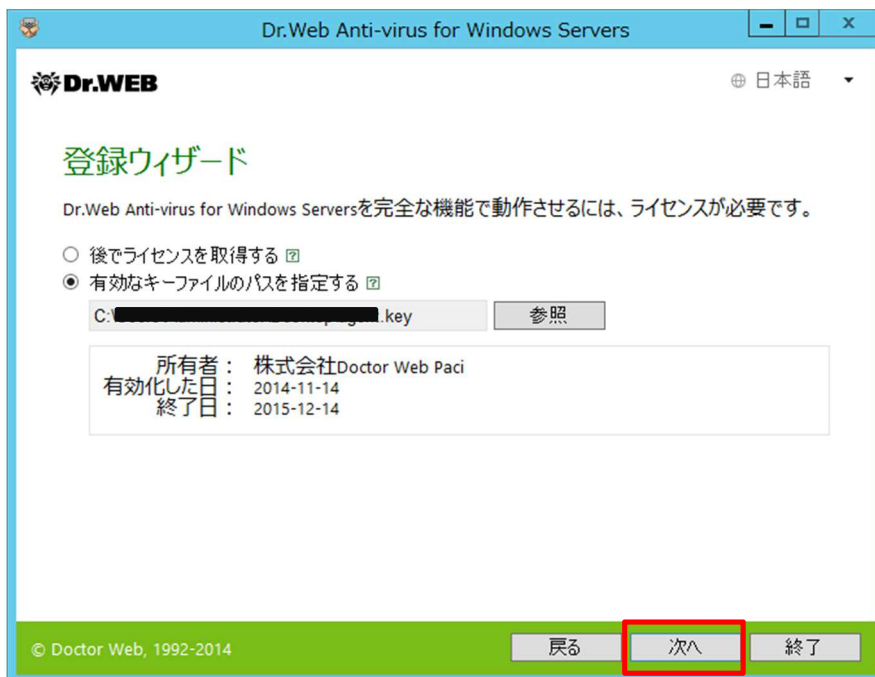 Dr.Web Anti-virus for Windows Servers
Dr.WEB
日本語
登録ウィザード
Dr.Web Anti-virus for Windows Serversを完全な機能で動作させるには、ライセンスが必要です。
後でライセンスを取得する ?
有効なキーファイルのパスを指定する ?
C:\ .key 参照
所有者： 株式会社Doctor Web Paci
有効化した日： 2014-11-14
終了日： 2015-12-14
© Doctor Web, 1992-2014 戻る 次へ 終了